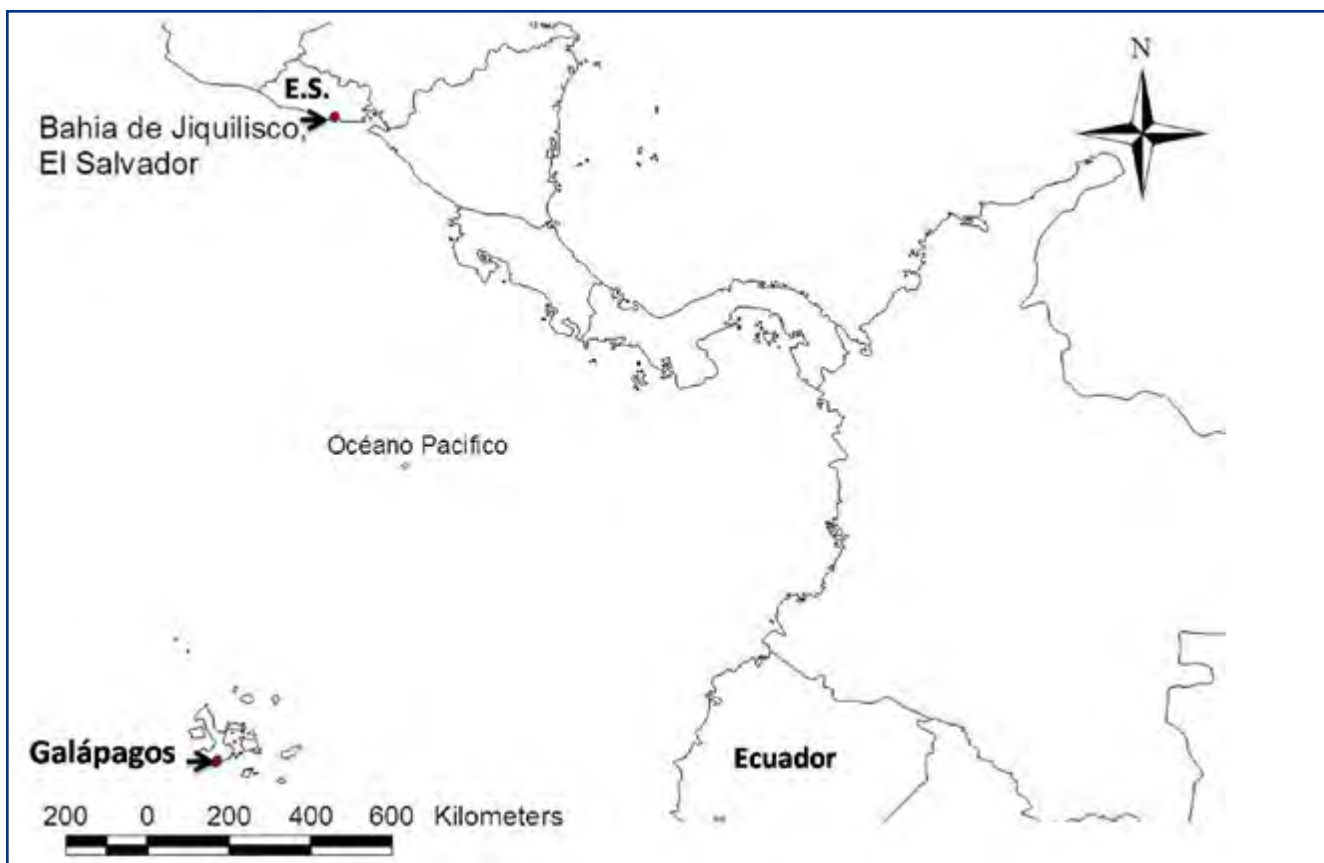 N
E.S.
Bahia de Jiquilisco,
El Salvador
Océano Pacifico
Galápagos
Ecuador
200 0 200 400 600 Kilometers